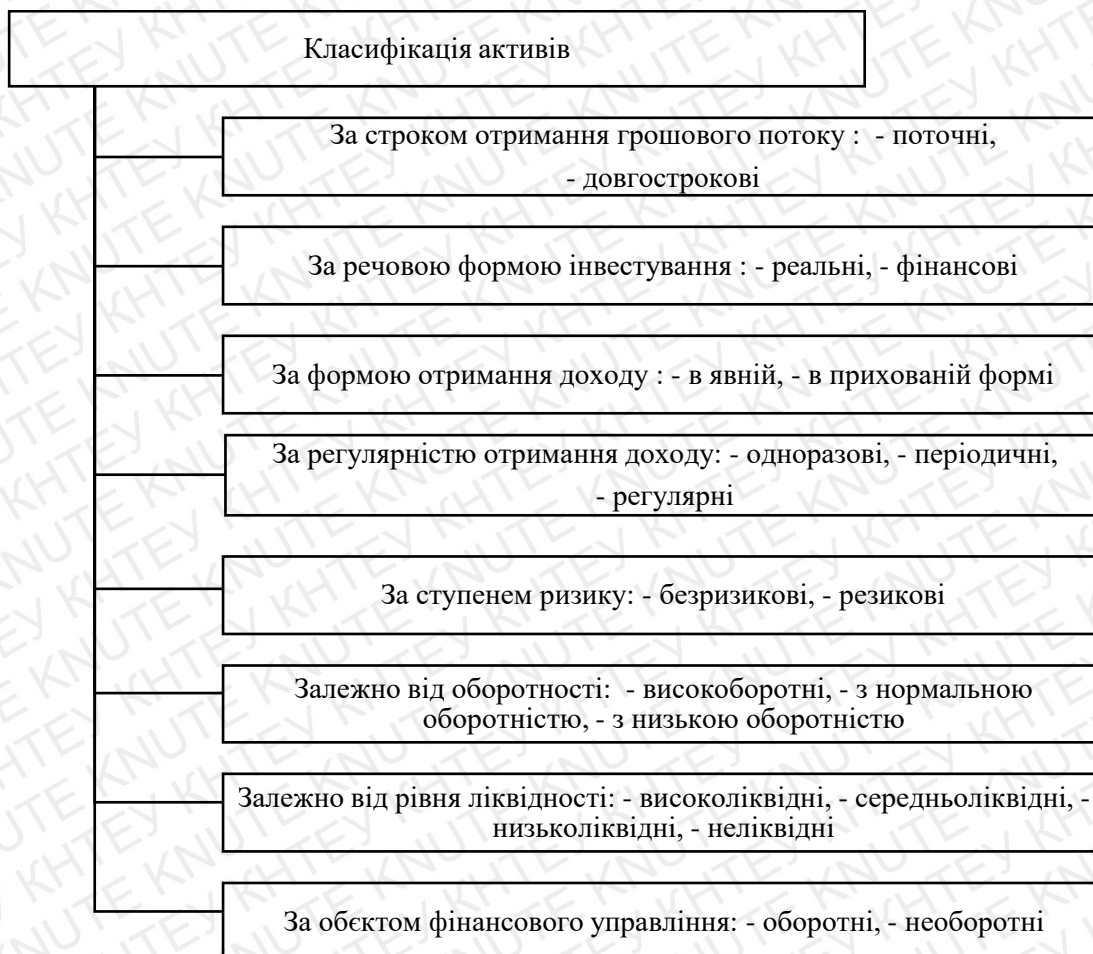 Класифікація активів
За строком отримання грошового потоку : - поточні,
- довгострокові
За речовою формою інвестування : - реальні, - фінансові
За формою отримання доходу : - в явній, - в прихованій формі
За регулярністю отримання доходу: - одноразові, - періодичні,
- регулярні
За ступенем ризику: - безризикові, - резикові
Залежно від оборотності: - високоборотні, - з нормальною
оборотністю, - з низькою оборотністю
Залежно від рівня ліквідності: - високоліквідні, - середньоліквідні, -
низьколіквідні, - неліквідні
За обєктом фінансового управління: - оборотні, - необоротні